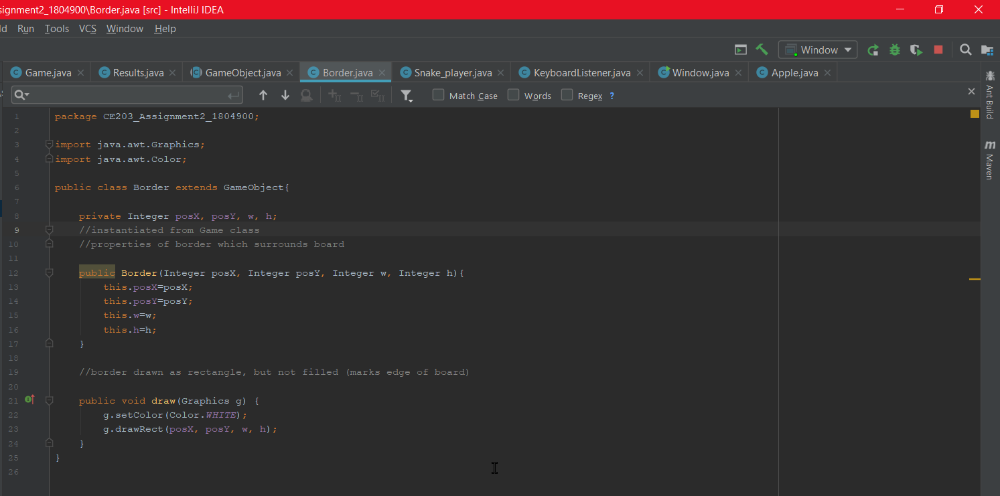 signment2_1804900\Border.java [src] - IntelliJ IDEA
ld Run Tools VCS Window Help
Window
Game.java Results.java GameObject.java Border.java Snake_player.java KeyboardListener.java Window.java Apple.java
Match Case Words Regex ?
Ant Build
Maven
1 package CE203_Assignment2_1804900;
2
3 import java.awt.Graphics;
4 import java.awt.Color;
5
6 public class Border extends GameObject{
7
8 private Integer posX, posY, w, h;
9 //instantiated from Game class
10 //properties of border which surrounds board
11
12 public Border(Integer posX, Integer posY, Integer w, Integer h){
13 this.posX=posX;
14 this.posY=posY;
15 this.w=w;
16 this.h=h;
17 }
18
19 //border drawn as rectangle, but not filled (marks edge of board)
20
21 public void draw(Graphics g) {
22 g.setColor(Color.WHITE);
23 g.drawRect(posX, posY, w, h);
24 }
25 }
26